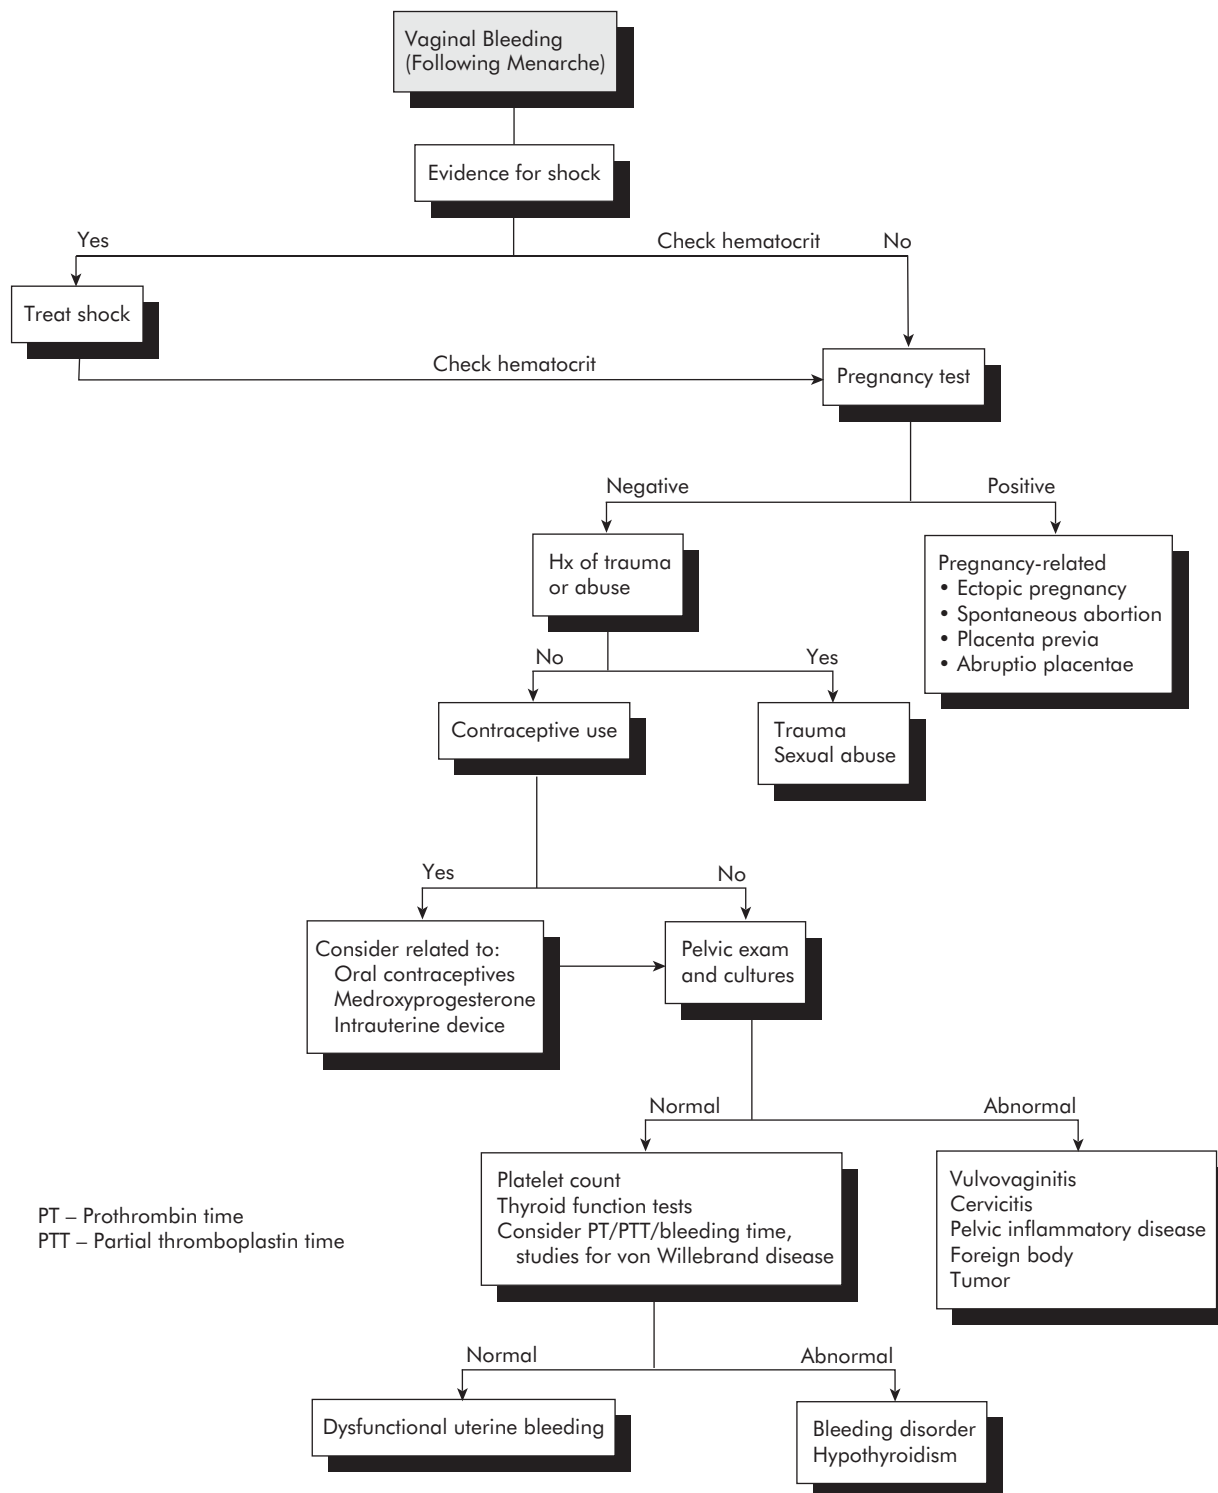 Vaginal Bleeding
(Following Menarche)
Evidence for shock
Yes
Check hematocrit
No
Treat shock
Check hematocrit
Pregnancy test
Negative
Positive
Hx of trauma
or abuse
Pregnancy-related
• Ectopic pregnancy
• Spontaneous abortion
• Placenta previa
• Abruptio placentae
No
Yes
Contraceptive use
Trauma
Sexual abuse
Yes
No
Consider related to:
Oral contraceptives
Medroxyprogesterone
Intrauterine device
Pelvic exam
and cultures
Normal
Abnormal
Platelet count
Thyroid function tests
Consider PT/PTT/bleeding time,
studies for von Willebrand disease
Vulvovaginitis
Cervicitis
Pelvic inflammatory disease
Foreign body
Tumor
PT – Prothrombin time
PTT – Partial thromboplastin time
Normal
Abnormal
Dysfunctional uterine bleeding
Bleeding disorder
Hypothyroidism